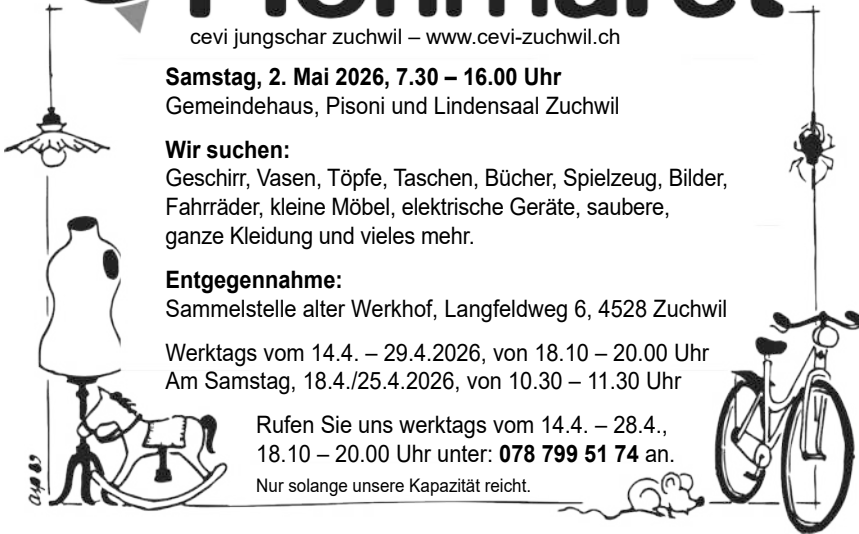 cevi jungschar zuchwil – www.cevi-zuchwil.ch
Samstag, 2. Mai 2026, 7.30 – 16.00 Uhr
Gemeindehaus, Pisoni und Lindensaal Zuchwil
Wir suchen:
Geschirr, Vasen, Töpfe, Taschen, Bücher, Spielzeug, Bilder,
Fahrräder, kleine Möbel, elektrische Geräte, saubere,
ganze Kleidung und vieles mehr.
Entgegennahme:
Sammelstelle alter Werkhof, Langfeldweg 6, 4528 Zuchwil
Werktags vom 14.4. – 29.4.2026, von 18.10 – 20.00 Uhr
Am Samstag, 18.4./25.4.2026, von 10.30 – 11.30 Uhr
Rufen Sie uns werktags vom 14.4. – 28.4.,
18.10 – 20.00 Uhr unter: 078 799 51 74 an.
Nur solange unsere Kapazität reicht.